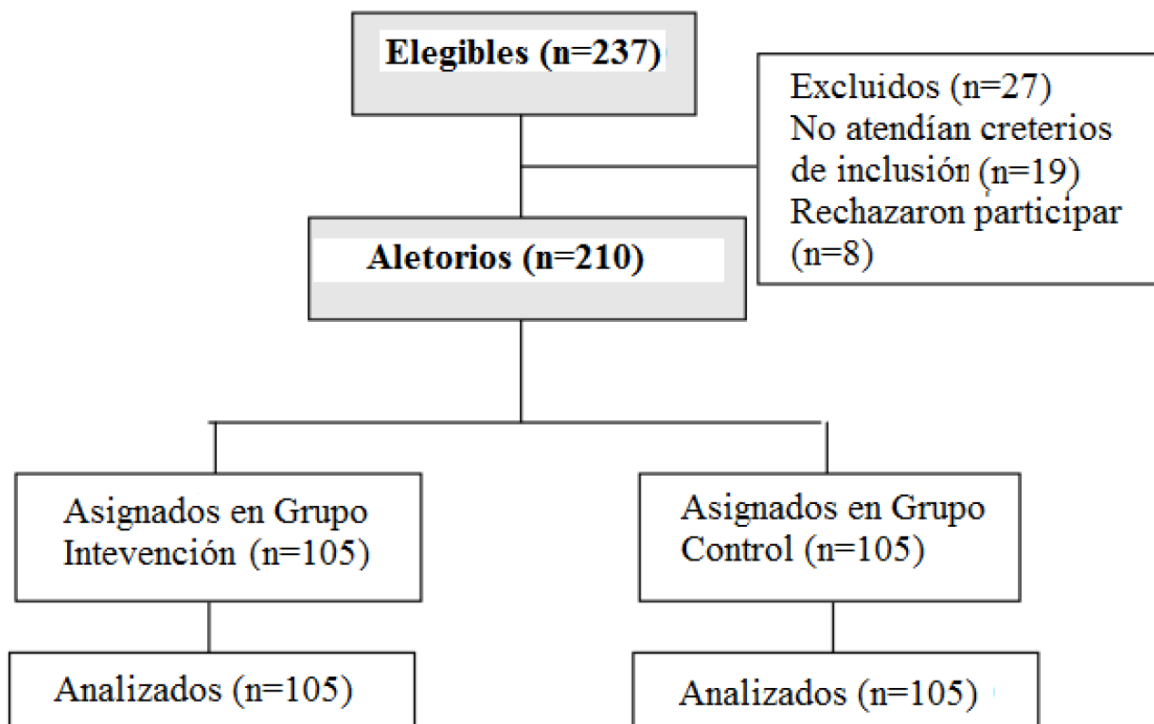 Elegibles (n=237)
Excluidos (n=27)
No atendían creterios
de inclusión (n=19)
Rechazaron participar
(n=8)
Aletorios (n=210)
Asignados en Grupo
Intevención (n=105)
Asignados en Grupo
Control (n=105)
Analizados (n=105)
Analizados (n=105)